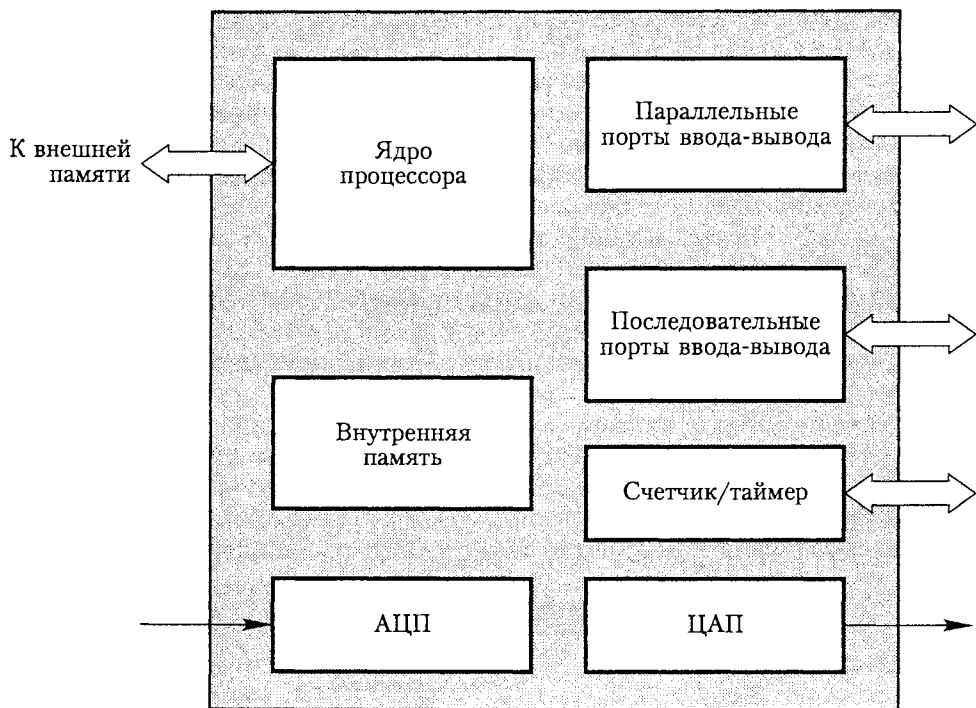 К внешней
памяти
Ядро
процессора
Параллельные
порты ввода-вывода
Последовательные
порты ввода-вывода
Внутренняя
память
Счетчик/таймер
АЦП
ЦАП